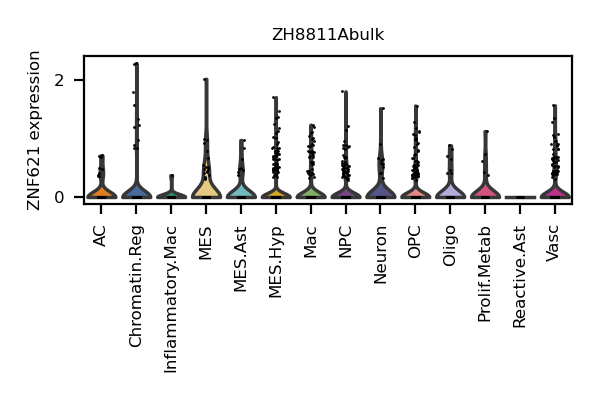 ZH8811Abulk
ZNF621 expression
2
0
AC
Chromatin.Reg
Inflammatory.Mac
MES
MES.Ast
MES.Hyp
Mac
NPC
Neuron
OPC
Oligo
Prolif.Metab
Reactive.Ast
Vasc